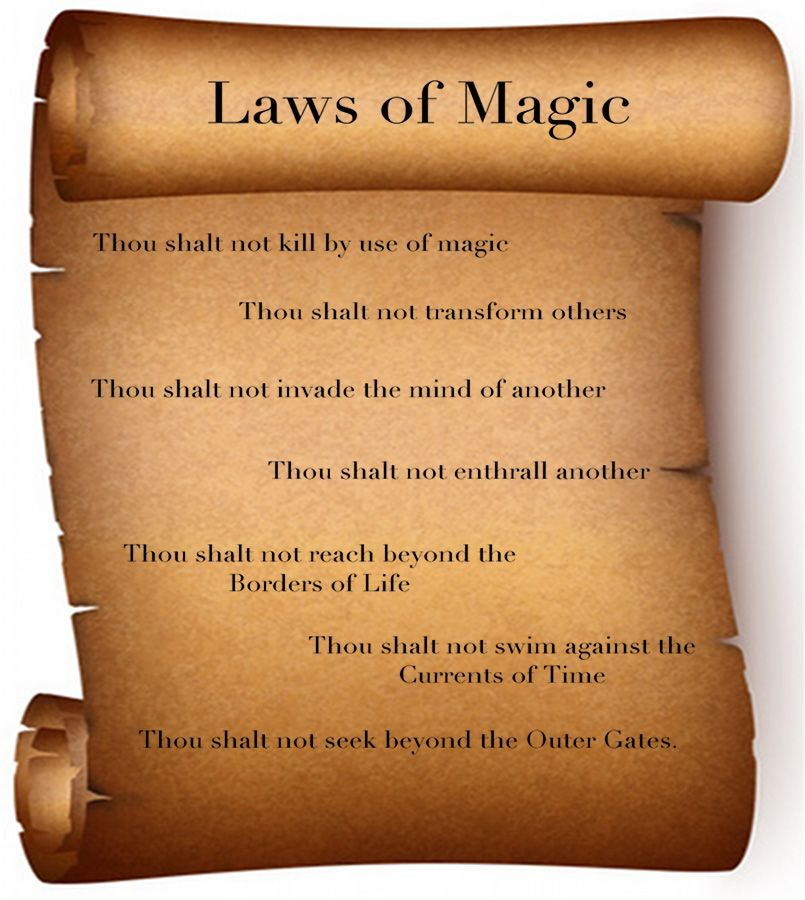 Laws of Magic
Thou shalt not kill by use of magic
Thou shalt not transform others
Thou shalt not invade the mind of another
Thou shalt not enthrall another
Thou shalt not reach beyond the
Borders of Life
Thou shalt not swim against the
Currents of Time
Thou shalt not seek beyond the Outer Gates.